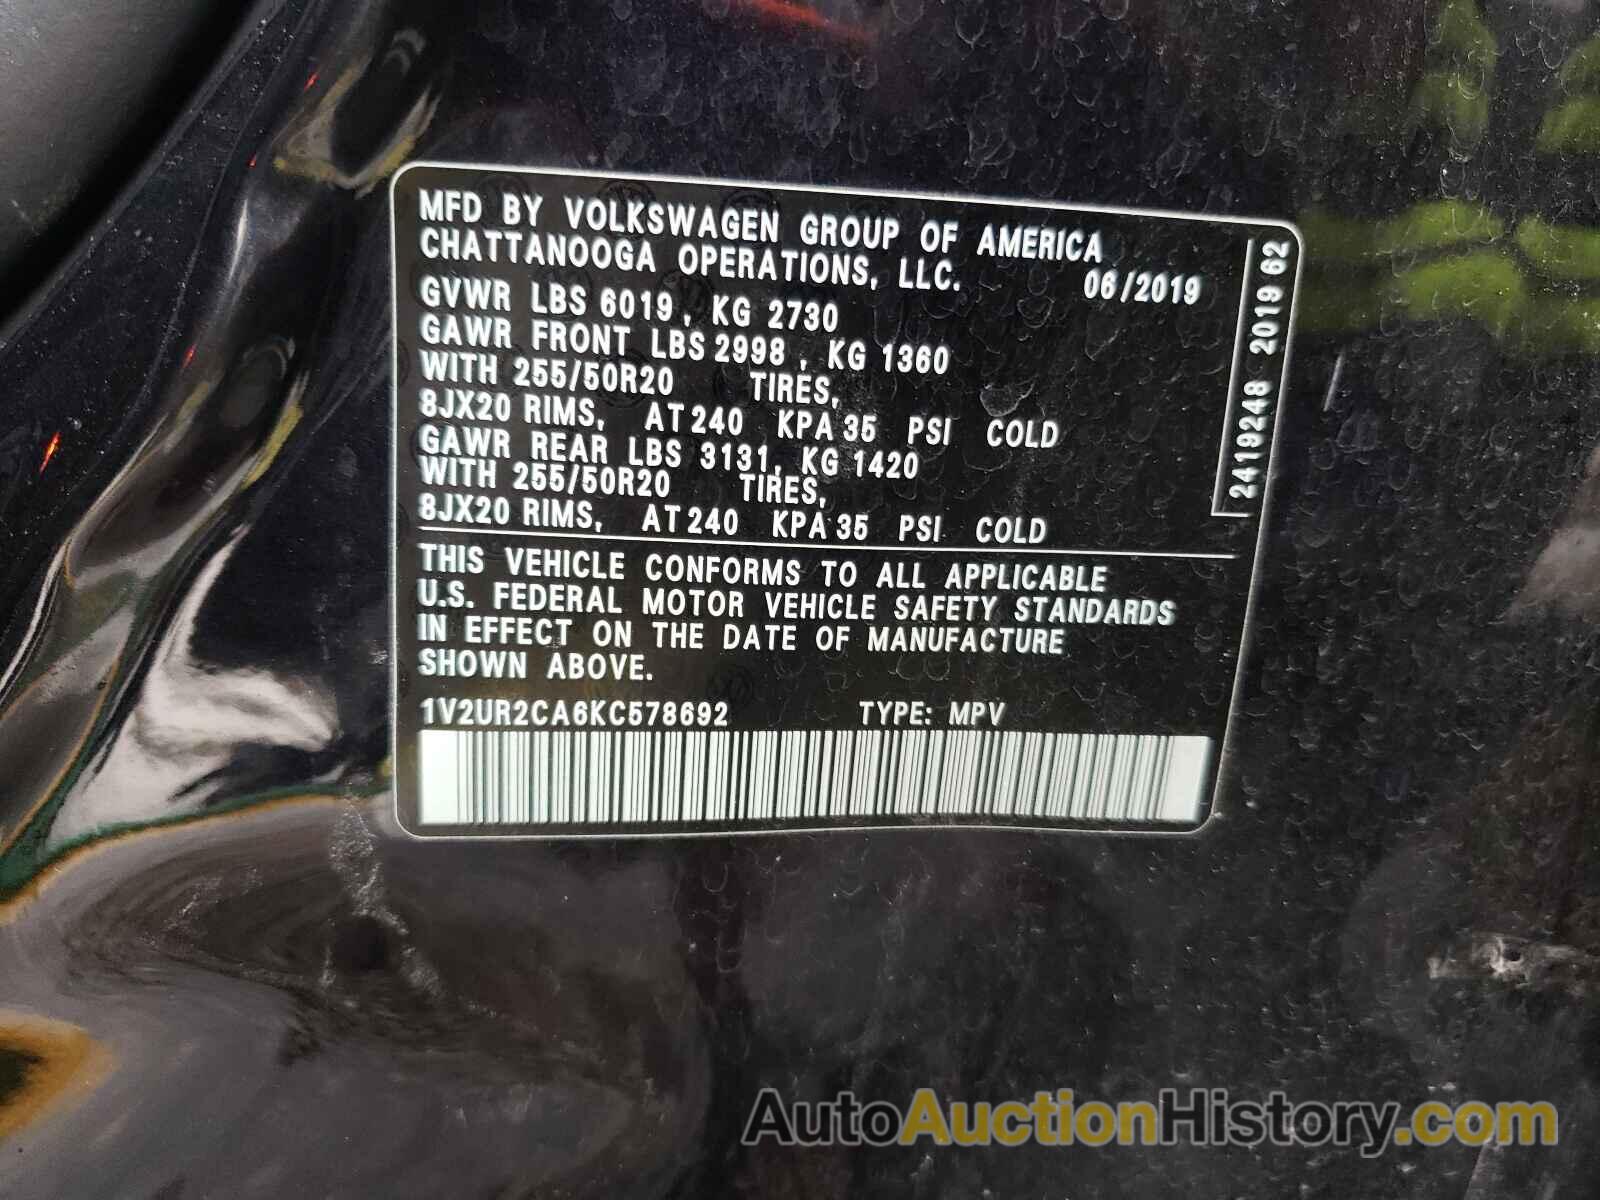 MFD BY VOLKSWAGEN GROUP OF AMERICA
CHATTANOOGA OPERATIONS, LLC. 06/2019
GVWR LBS 6019, KG 2730
GAWR FRONT LBS 2998, KG 1360
WITH 255/50R20 TIRES,
8JX20 RIMS, AT 240 KPA 35 PSI COLD
GAWR REAR LBS 3131, KG 1420
WITH 255/50R20 TIRES,
8JX20 RIMS, AT 240 KPA 35 PSI COLD
THIS VEHICLE CONFORMS TO ALL APPLICABLE
U.S. FEDERAL MOTOR VEHICLE SAFETY STANDARDS
IN EFFECT ON THE DATE OF MANUFACTURE
SHOWN ABOVE.
1V2UR2CA6KC578692 TYPE: MPV
2419248 2019 62
AutoAuctionHistory.com